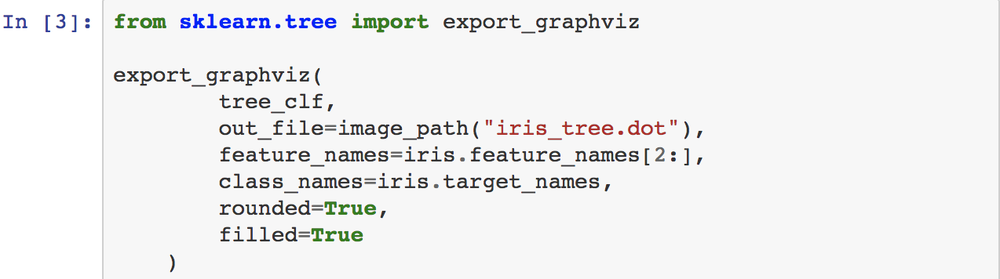 In [3]: from sklearn.tree import export_graphviz
export_graphviz(
tree_clf,
out_file=image_path("iris_tree.dot"),
feature_names=iris.feature_names[2:],
class_names=iris.target_names,
rounded=True,
filled=True
)